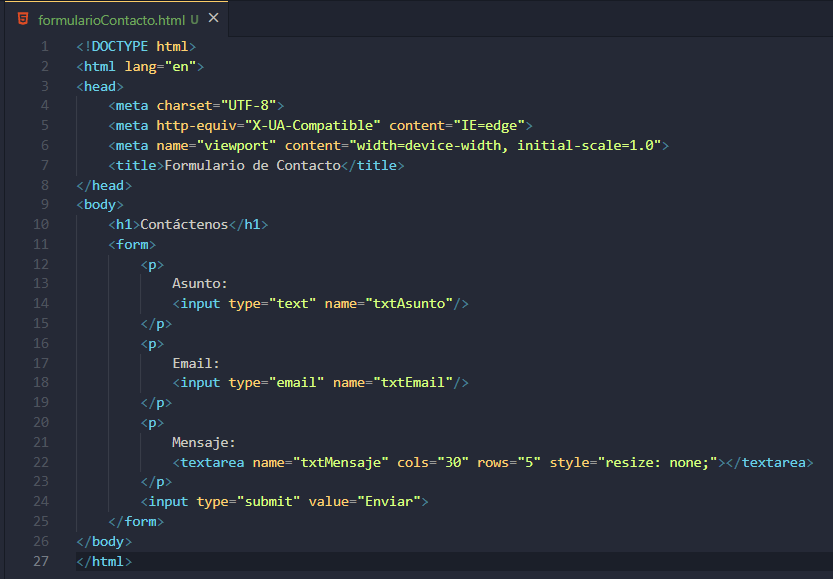 formularioContacto.html U
1 <!DOCTYPE html>
2 <html lang="en">
3 <head>
4 <meta charset="UTF-8">
5 <meta http-equiv="X-UA-Compatible" content="IE=edge">
6 <meta name="viewport" content="width=device-width, initial-scale=1.0">
7 <title>Formulario de Contacto</title>
8 </head>
9 <body>
10 <h1>Contáctenos</h1>
11 <form>
12 <p>
13 Asunto:
14 <input type="text" name="txtAsunto"/>
15 </p>
16 <p>
17 Email:
18 <input type="email" name="txtEmail"/>
19 </p>
20 <p>
21 Mensaje:
22 <textarea name="txtMensaje" cols="30" rows="5" style="resize: none;"></textarea>
23 </p>
24 <input type="submit" value="Enviar">
25 </form>
26 </body>
27 </html>